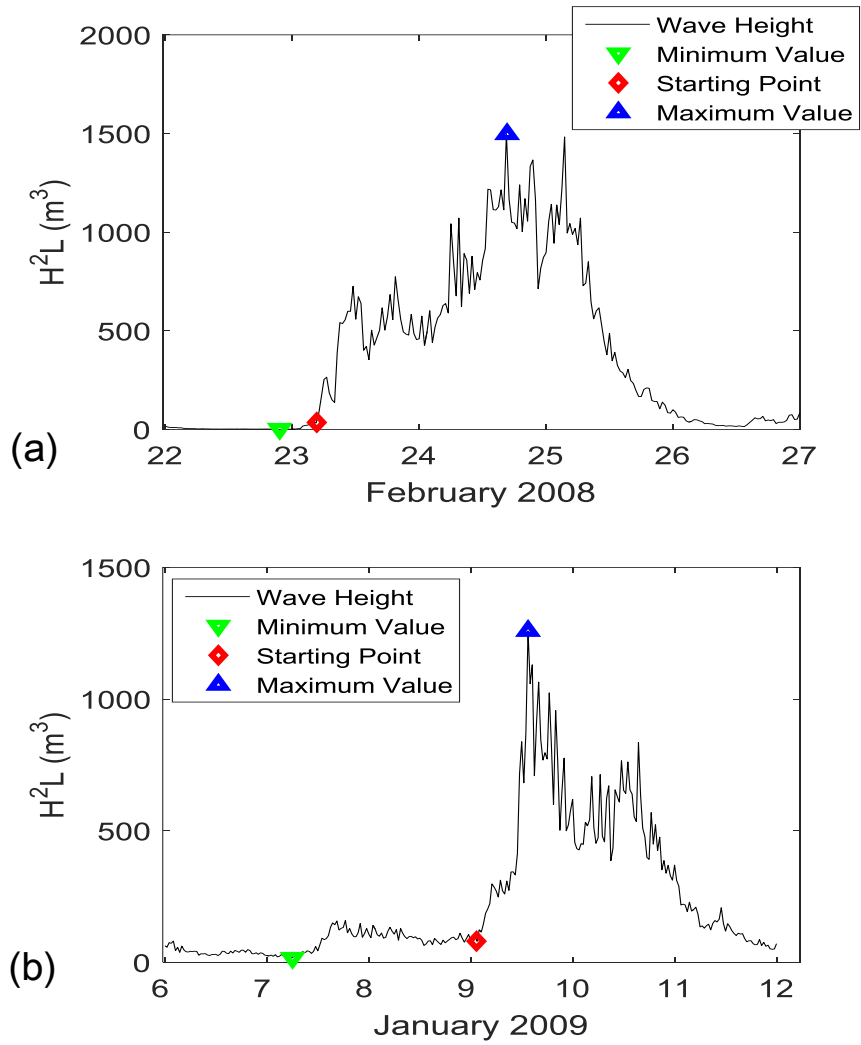 Wave Height
Minimum Value
Starting Point
Maximum Value
2000
1500
1000
500
0
H²L (m³)
(a)
22 23 24 25 26 27
February 2008
Wave Height
Minimum Value
Starting Point
Maximum Value
1500
1000
500
0
H²L (m³)
(b)
6 7 8 9 10 11 12
January 2009